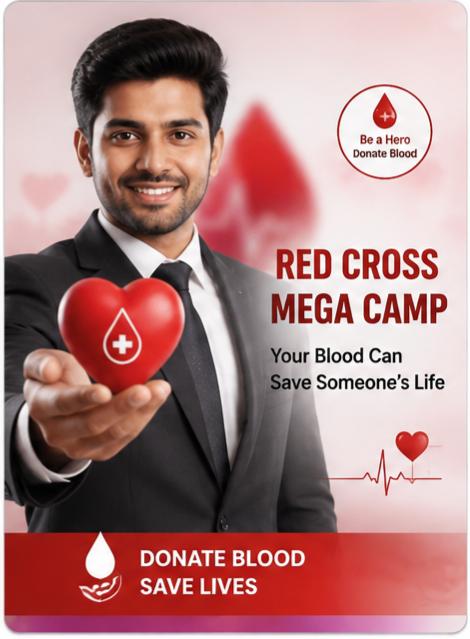 Be a Hero
Donate Blood
RED CROSS
MEGA CAMP
Your Blood Can
Save Someone's Life
DONATE BLOOD
SAVE LIVES